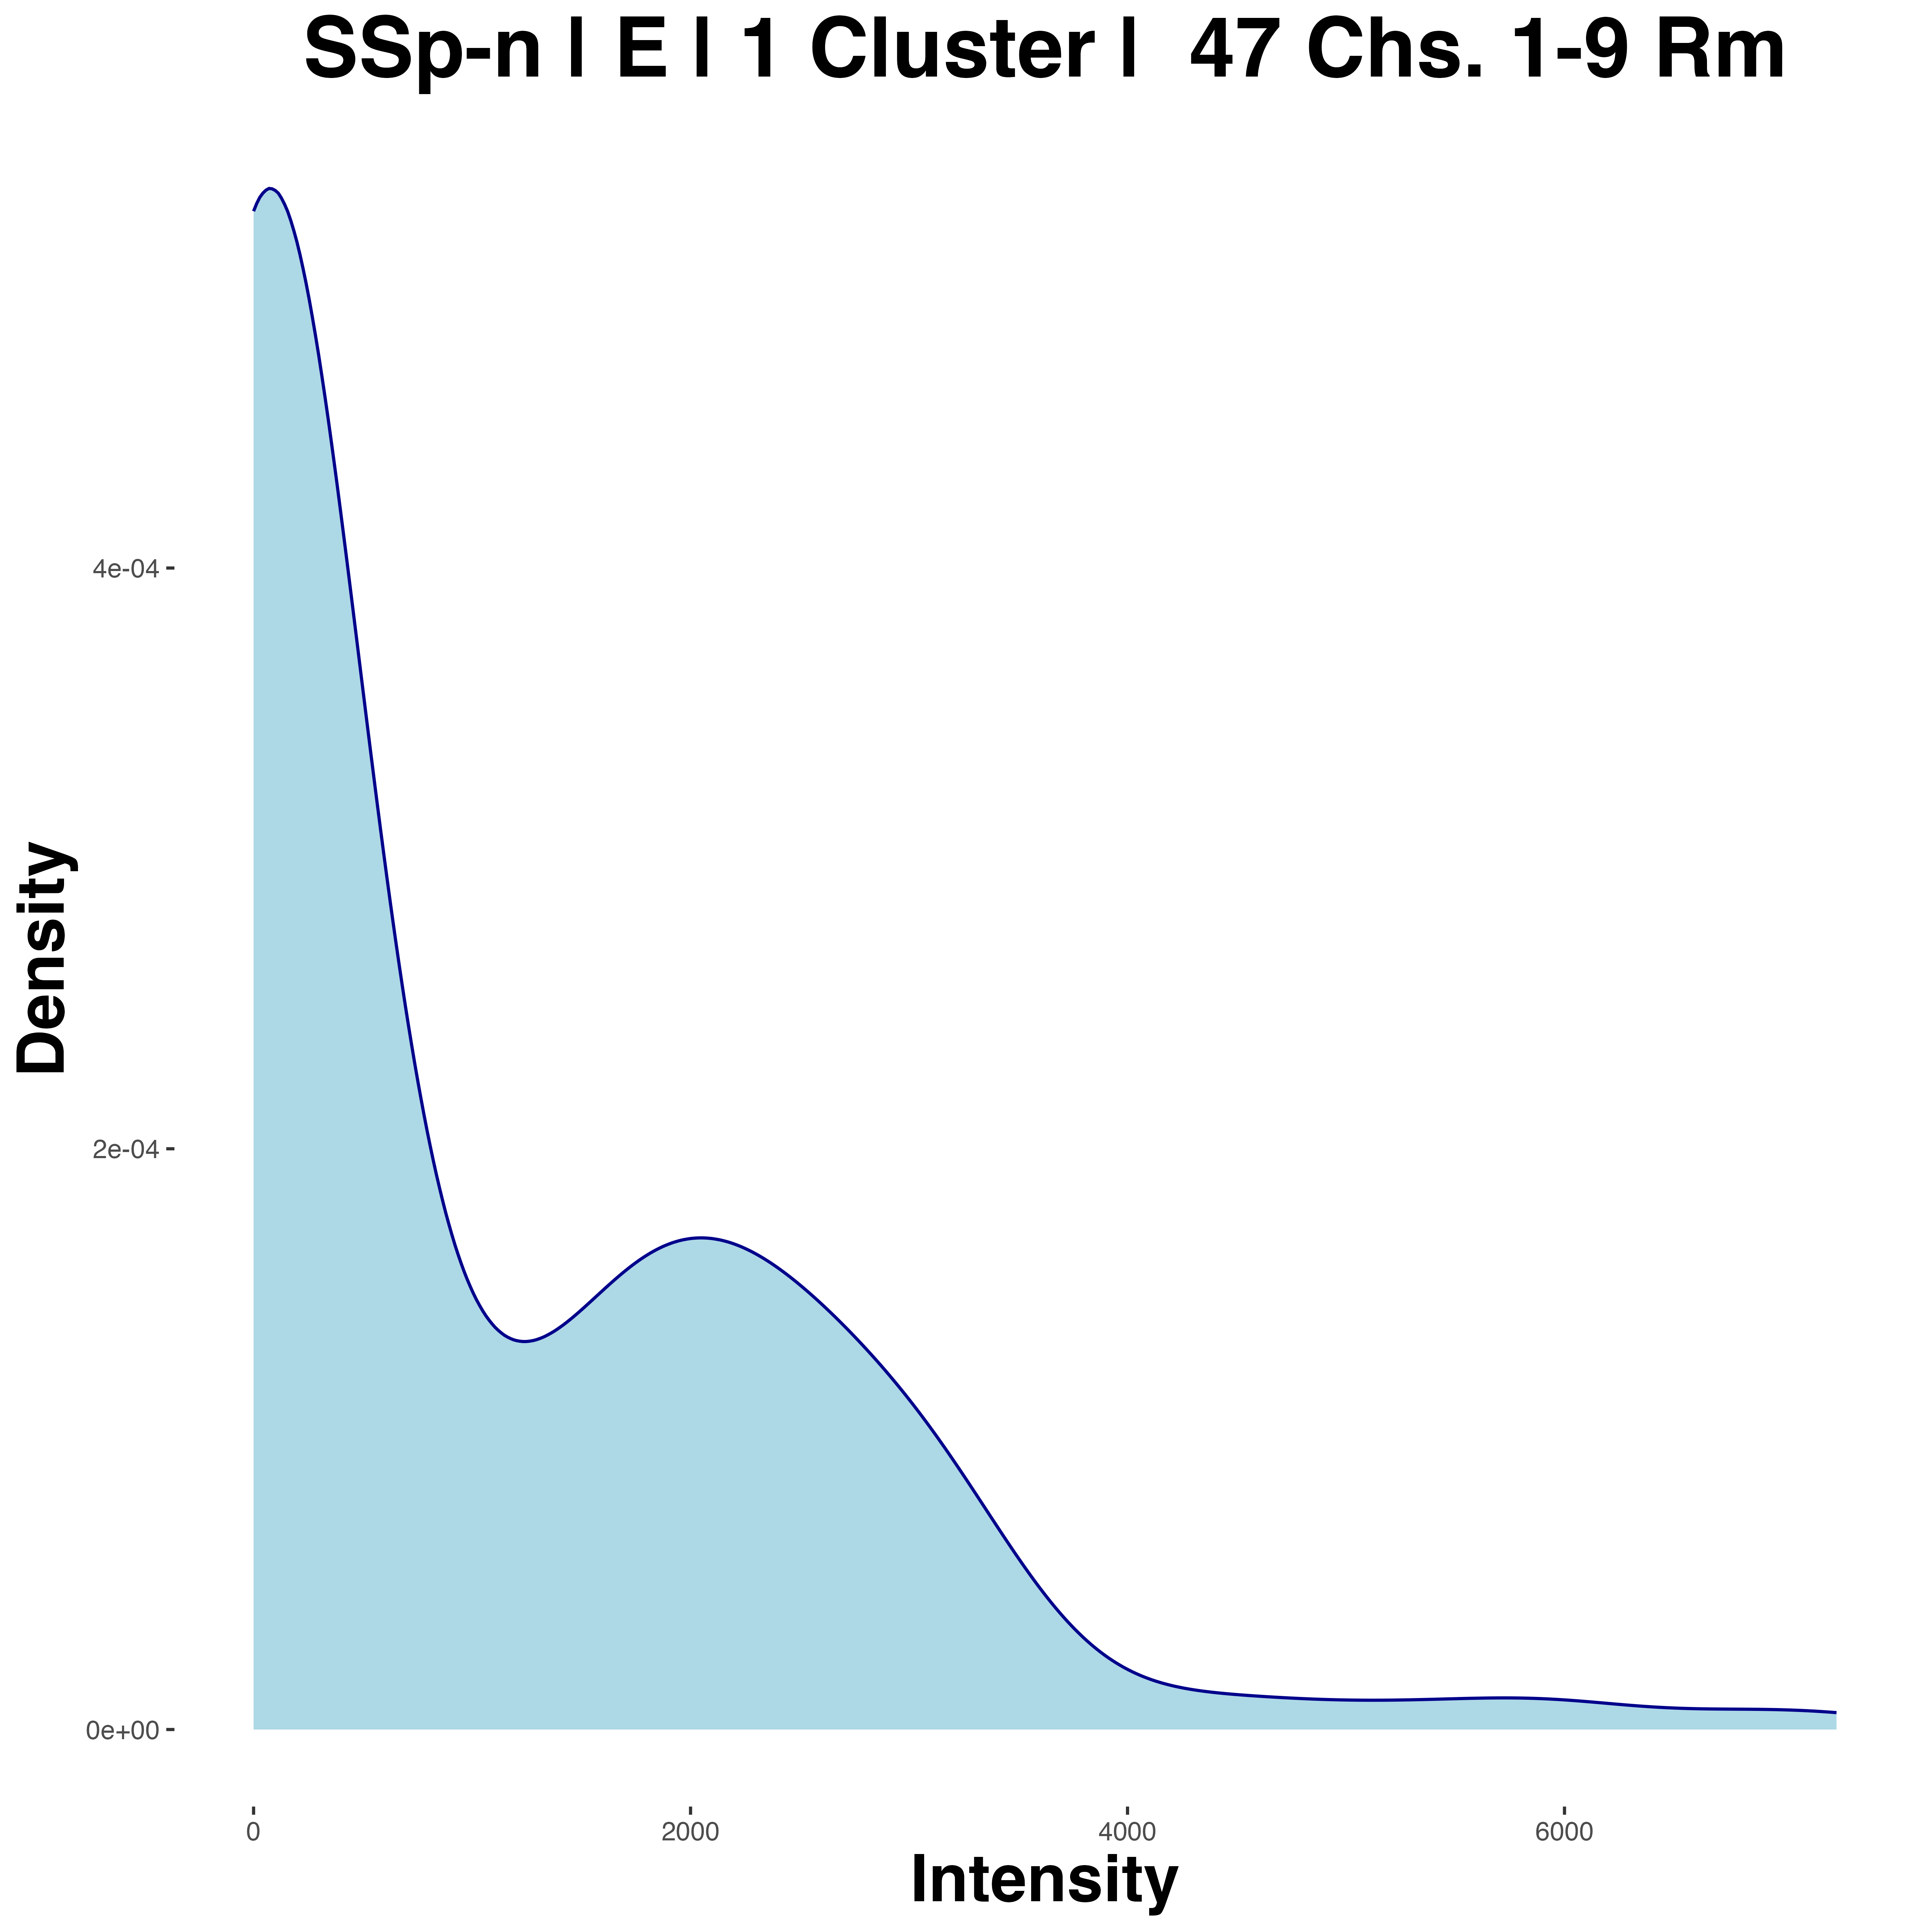 SSp-n | E | 1 Cluster |  47 Chs. 1-9 Rm
Density
4e-04
2e-04
0e+00
0 2000 4000 6000
Intensity